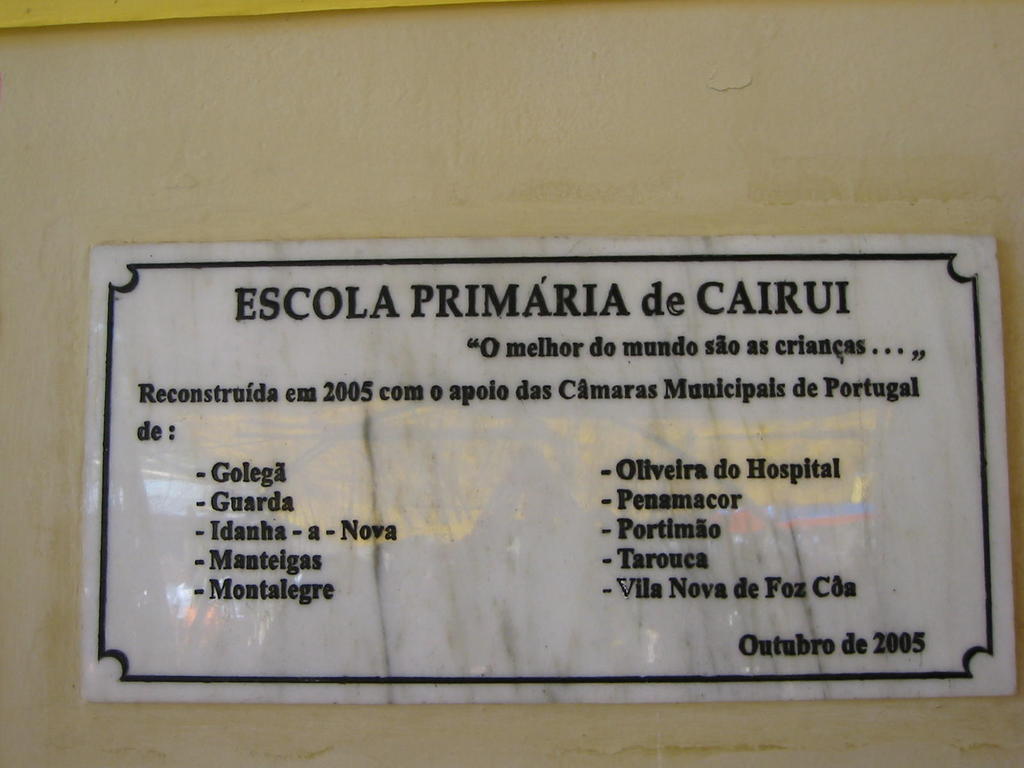 ESCOLA PRIMÁRIA de CAIRUI
“O melhor do mundo são as crianças . . . „
Reconstruída em 2005 com o apoio das Câmaras Municipais de Portugal
de :
- Golegã
- Guarda
- Idanha - a - Nova
- Manteigas
- Montalegre
- Oliveira do Hospital
- Penamacor
- Portimão
- Tarouca
- Vila Nova de Foz Côa
Outubro de 2005